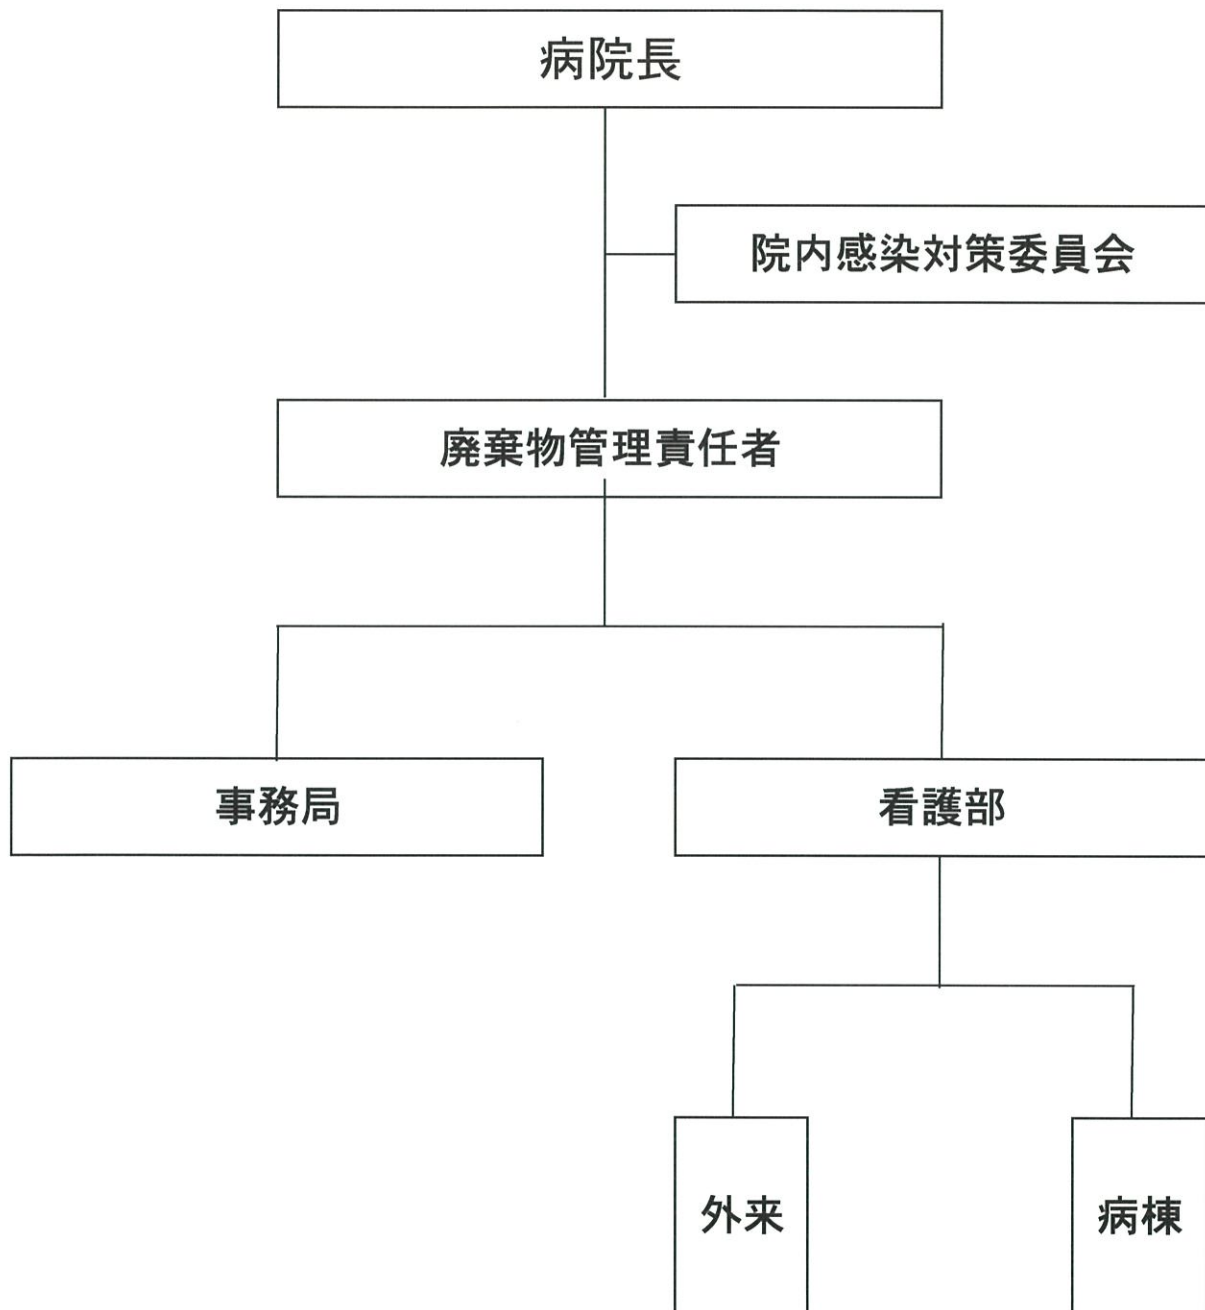 病院長
院内感染対策委員会
廃棄物管理責任者
事務局
看護部
外来
病棟